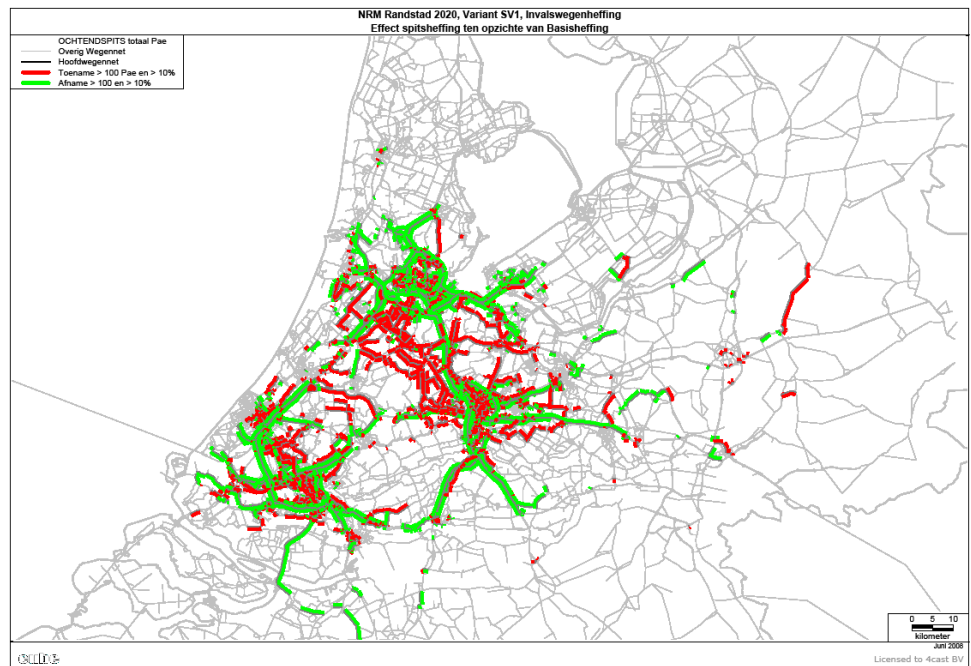 NRM Randstad 2020, Variant SV1, Invalswegenheffing
Effect spitsheffing ten opzichte van Basisheffing
OCHTENDSPITS totaal Pae
Overig Wegennet
Hoofdwegennet
Toename > 100 Pae en > 10%
Afname > 100 en > 10%
0 5 10
kilometer
Juni 2008
cube
Licensed to 4cast BV